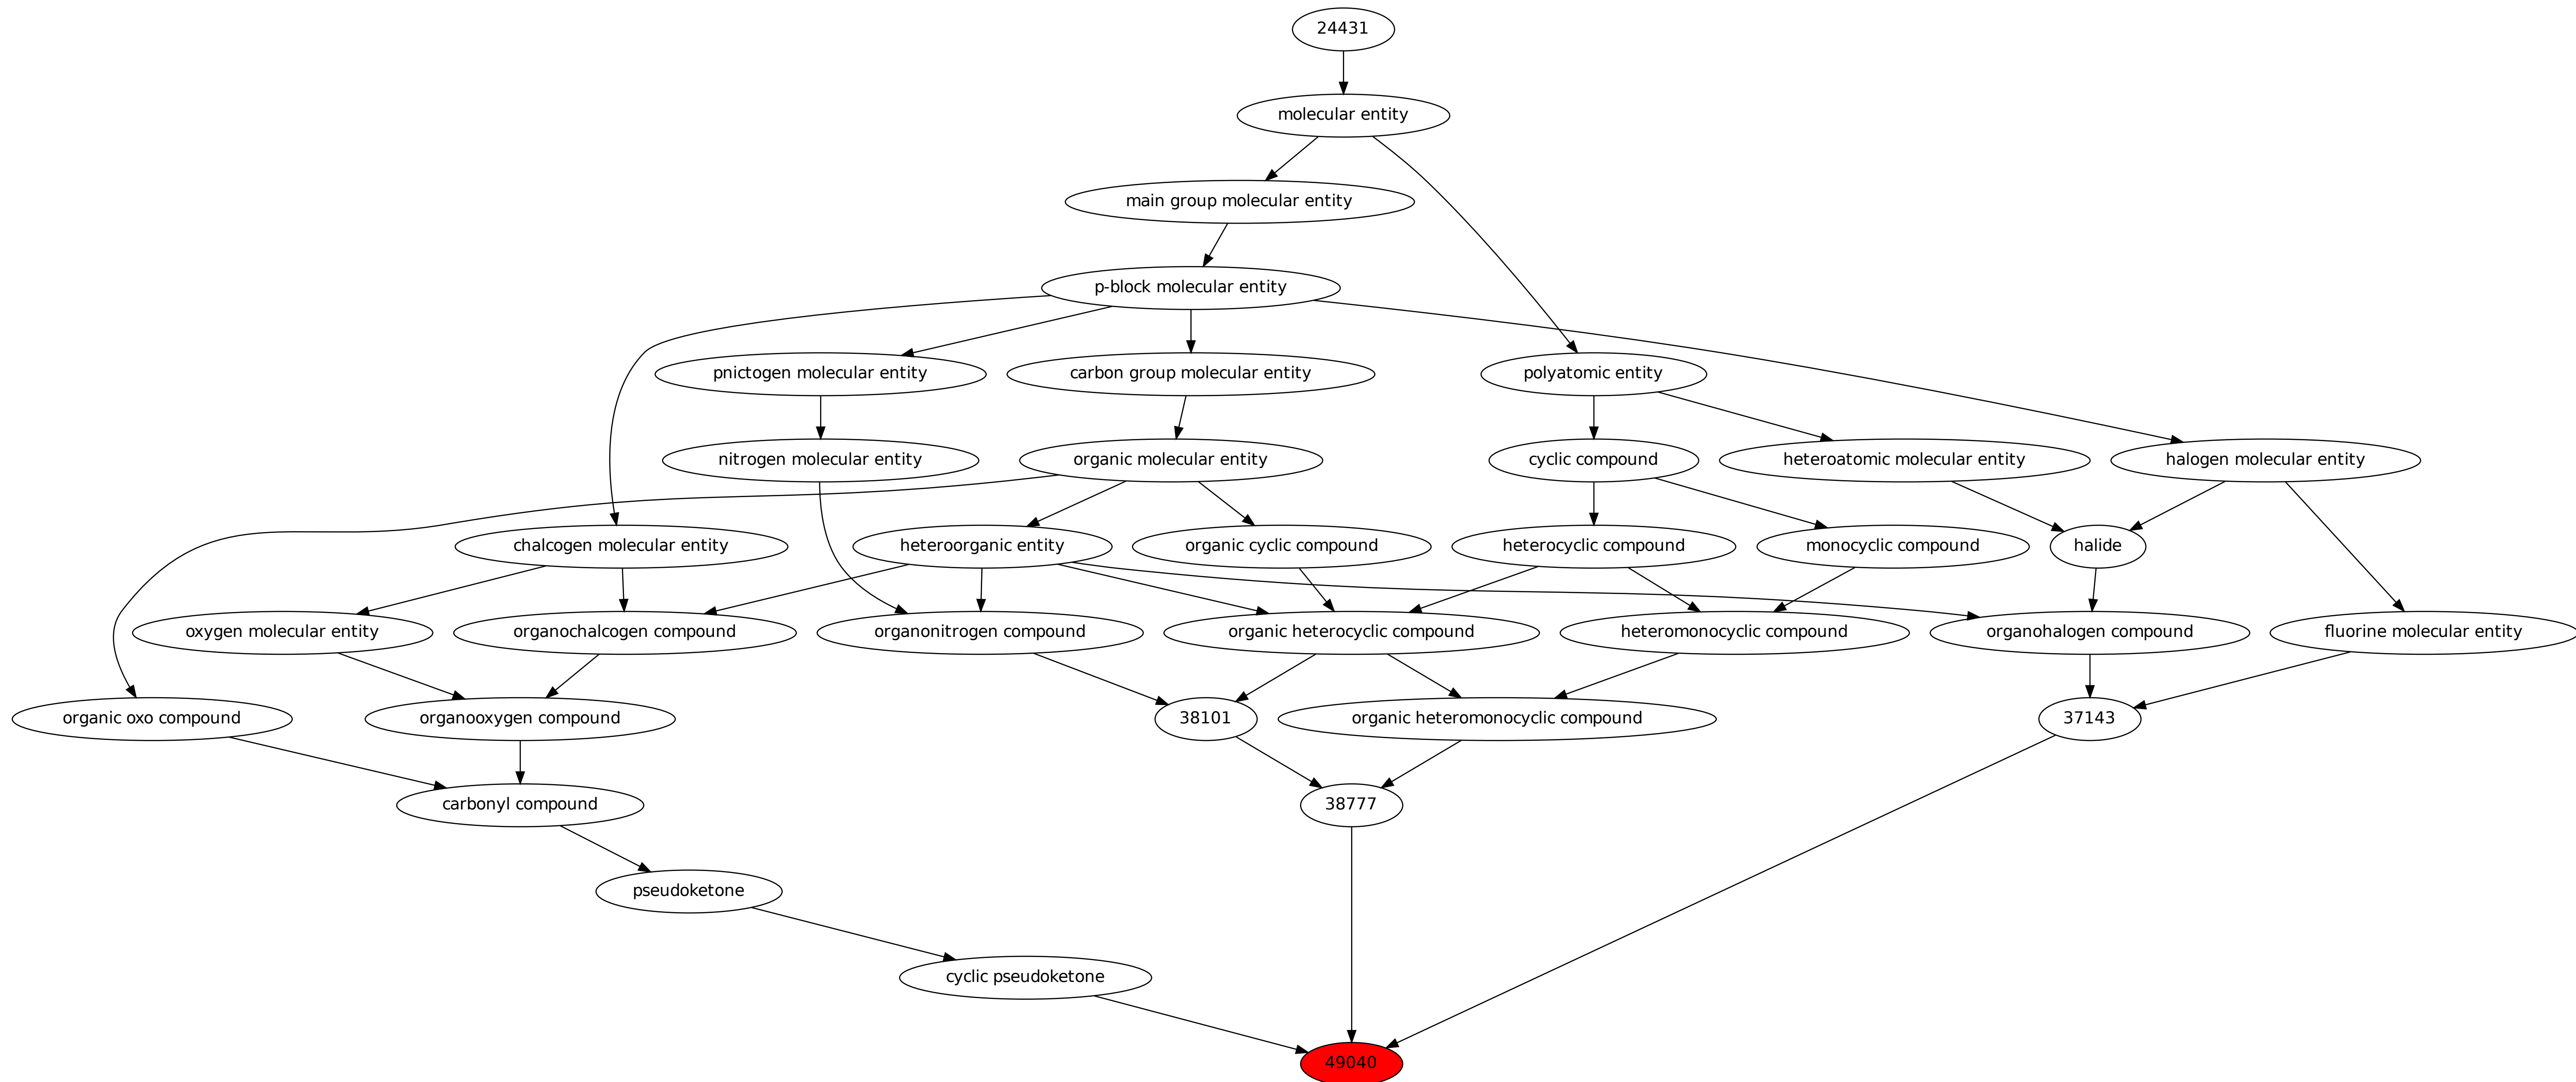 24431
molecular entity
main group molecular entity
p-block molecular entity
pnictogen molecular entity
carbon group molecular entity
polyatomic entity
nitrogen molecular entity
organic molecular entity
cyclic compound
heteroatomic molecular entity
halogen molecular entity
chalcogen molecular entity
heteroorganic entity
organic cyclic compound
heterocyclic compound
monocyclic compound
halide
oxygen molecular entity
organochalcogen compound
organonitrogen compound
organic heterocyclic compound
heteromonocyclic compound
organohalogen compound
fluorine molecular entity
organic oxo compound
organooxygen compound
38101
organic heteromonocyclic compound
37143
carbonyl compound
38777
pseudoketone
cyclic pseudoketone
49040